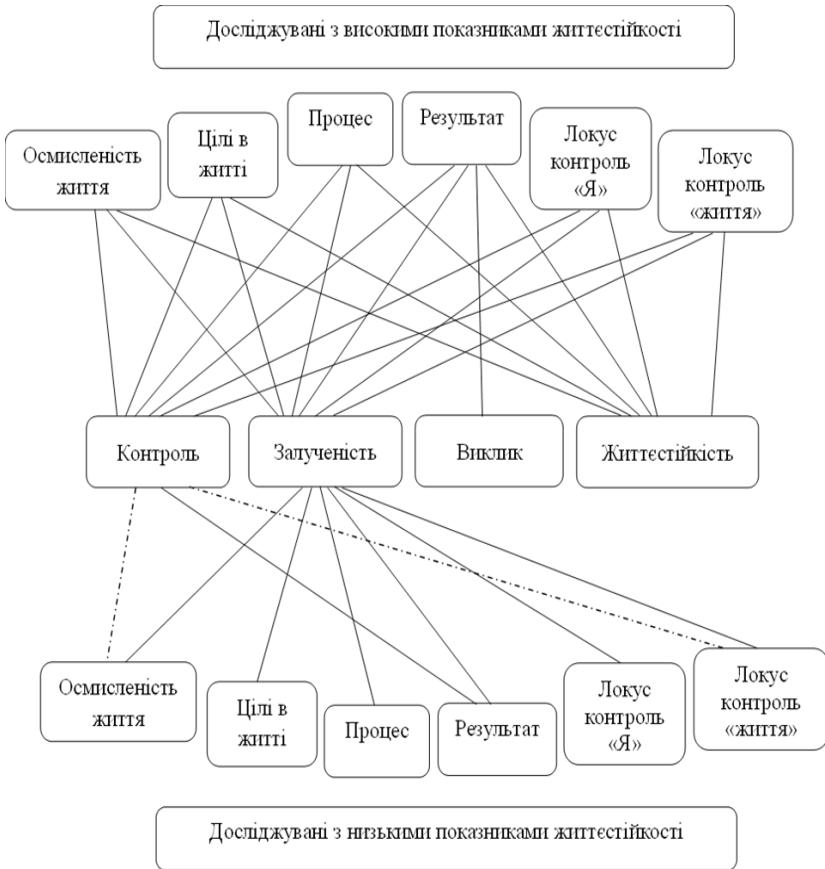 Досліджувані з високими показниками життєстійкості
Осмисленість
життя
Цілі в
житті
Процес
Результат
Локус
контроль
«Я»
Локус
контроль
«життя»
Контроль
Залученість
Виклик
Життєстійкість
Осмисленість
життя
Цілі в
житті
Процес
Результат
Локус
контроль
«Я»
Локус
контроль
«життя»
Досліджувані з низькими показниками життєстійкості